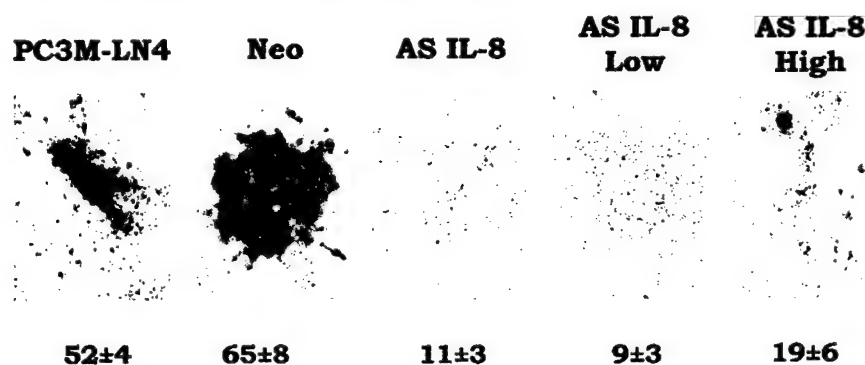 PC3M-LN4 Neo AS IL-8 AS IL-8 Low AS IL-8 High
52±4 65±8 11±3 9±3 19±6